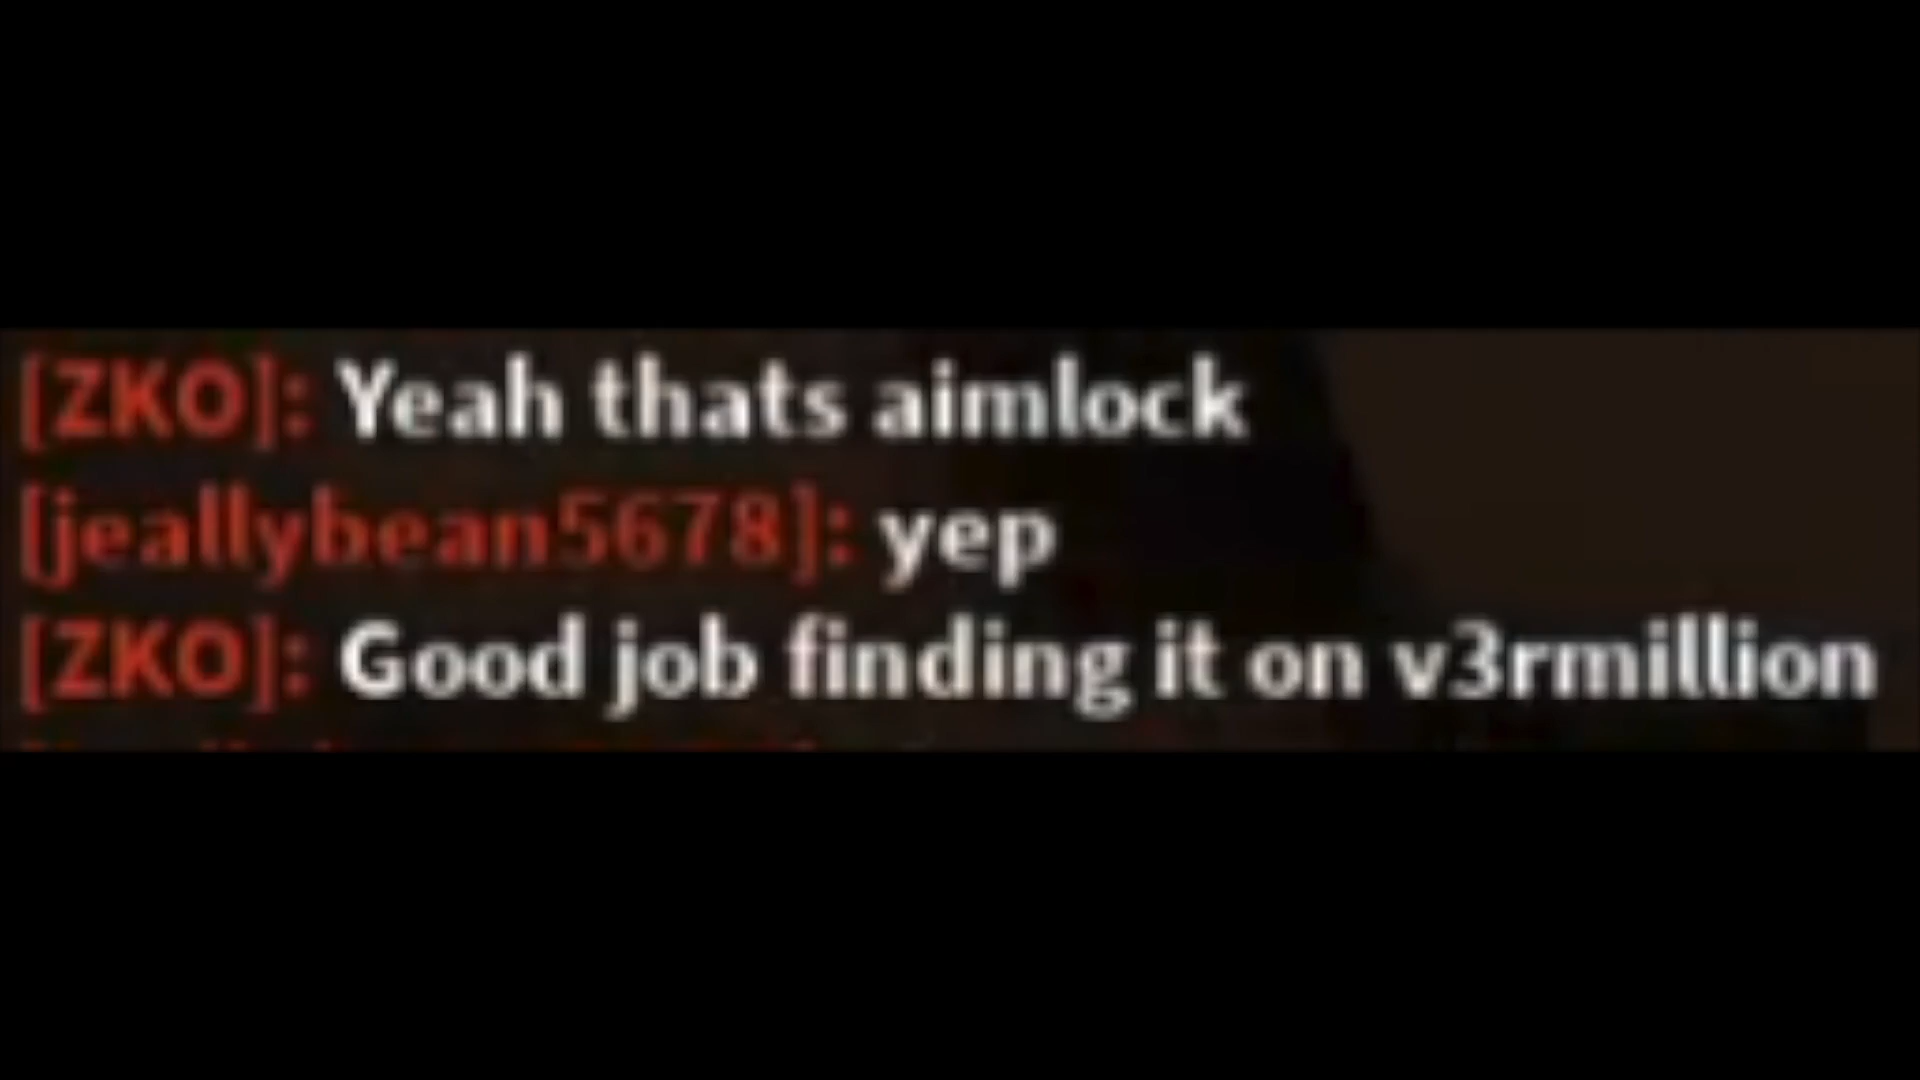 [ZKO]: Yeah thats aimlock
[jeallybean5678]: yep
[ZKO]: Good job finding it on v3rmillion